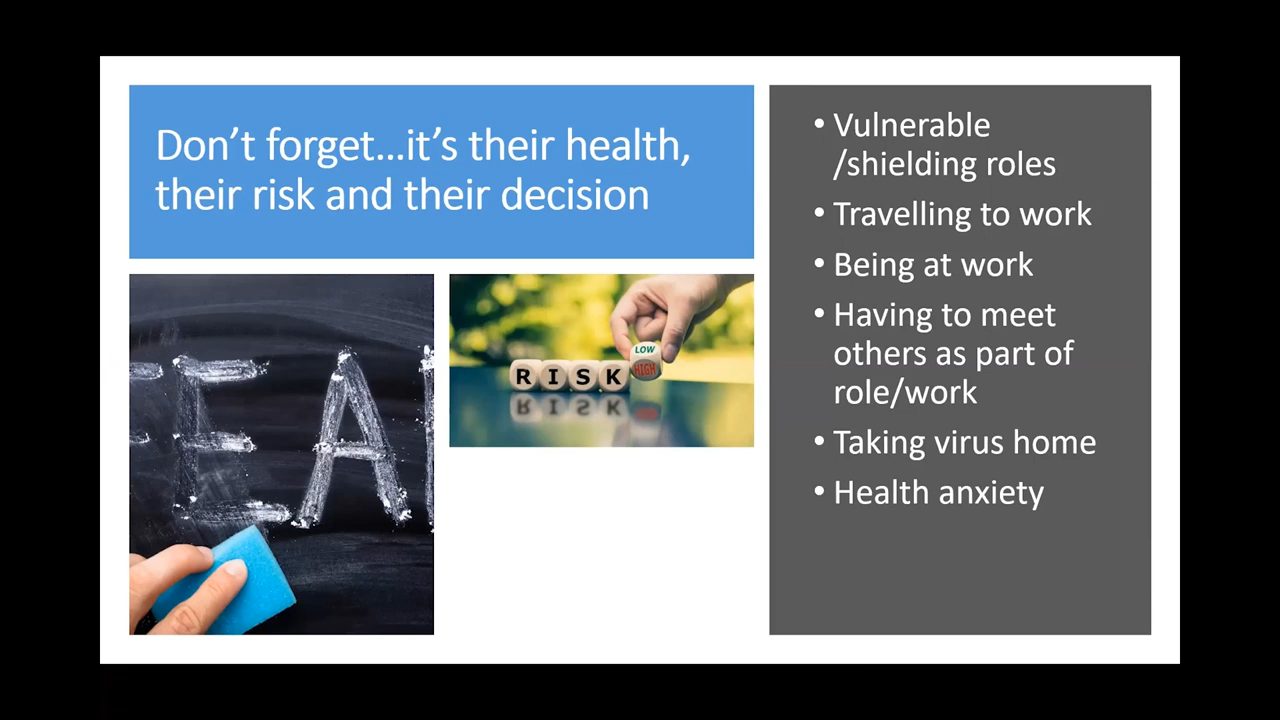 Don't forget...it's their health,
their risk and their decision
• Vulnerable
/shielding roles
• Travelling to work
• Being at work
• Having to meet
others as part of
role/work
• Taking virus home
• Health anxiety
EA
LOW
HIGH
RISK